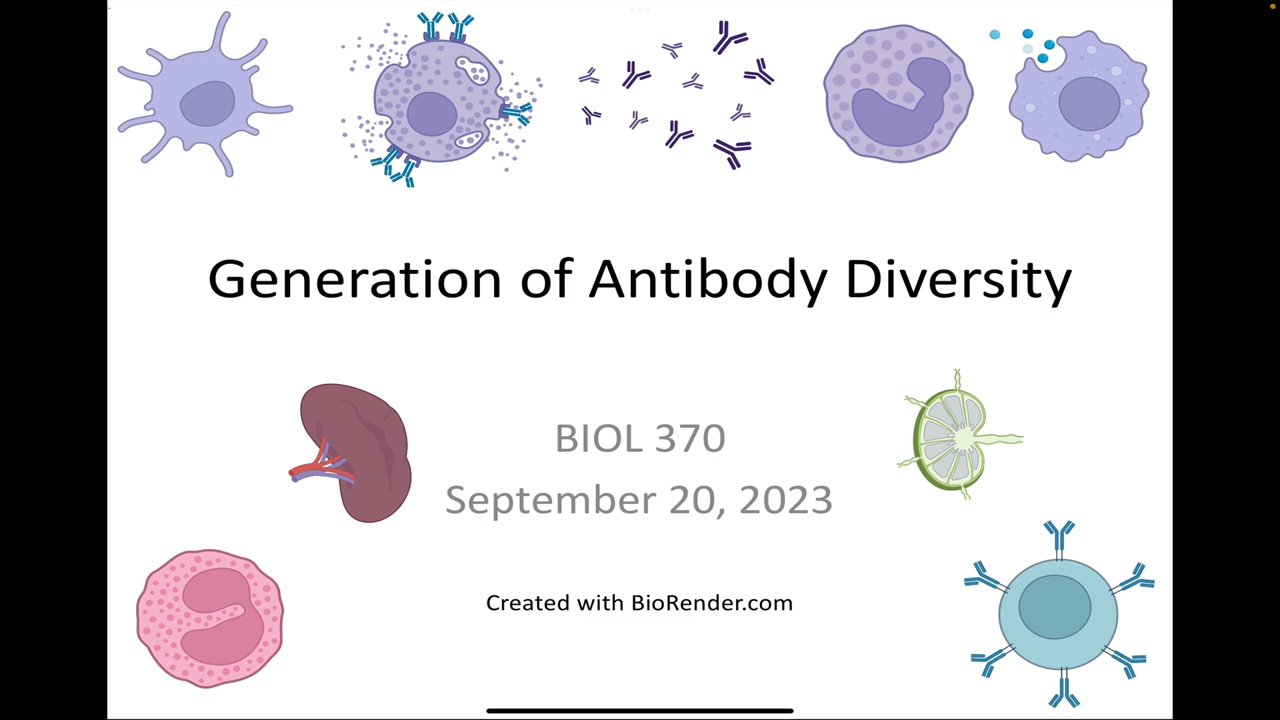 Generation of Antibody Diversity
BIOL 370
September 20, 2023
Created with BioRender.com